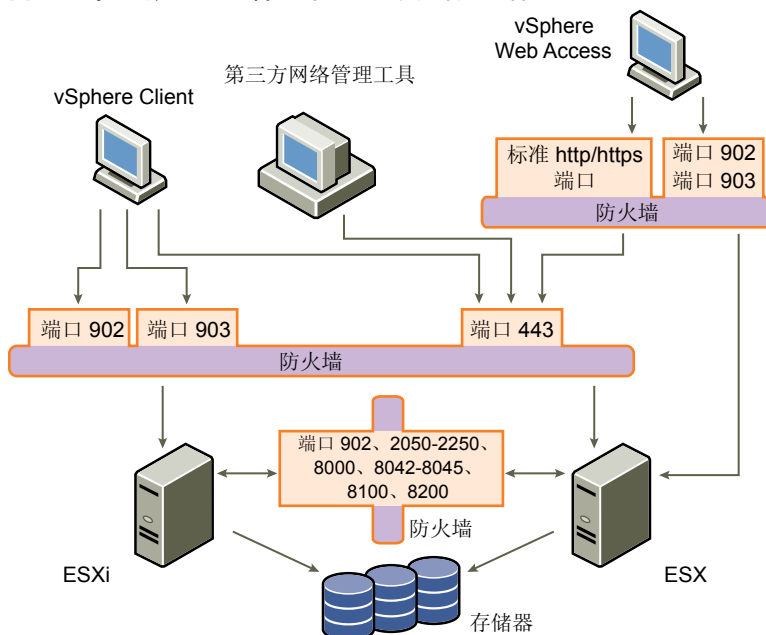 vSphere
Web Access
第三方网络管理工具
vSphere Client
标准 http/https
端口
端口 902
端口 903
防火墙
端口 902
端口 903
端口 443
防火墙
端口 902、2050-2250、
8000、8042-8045、
8100、8200
防火墙
ESXi
ESX
存储器